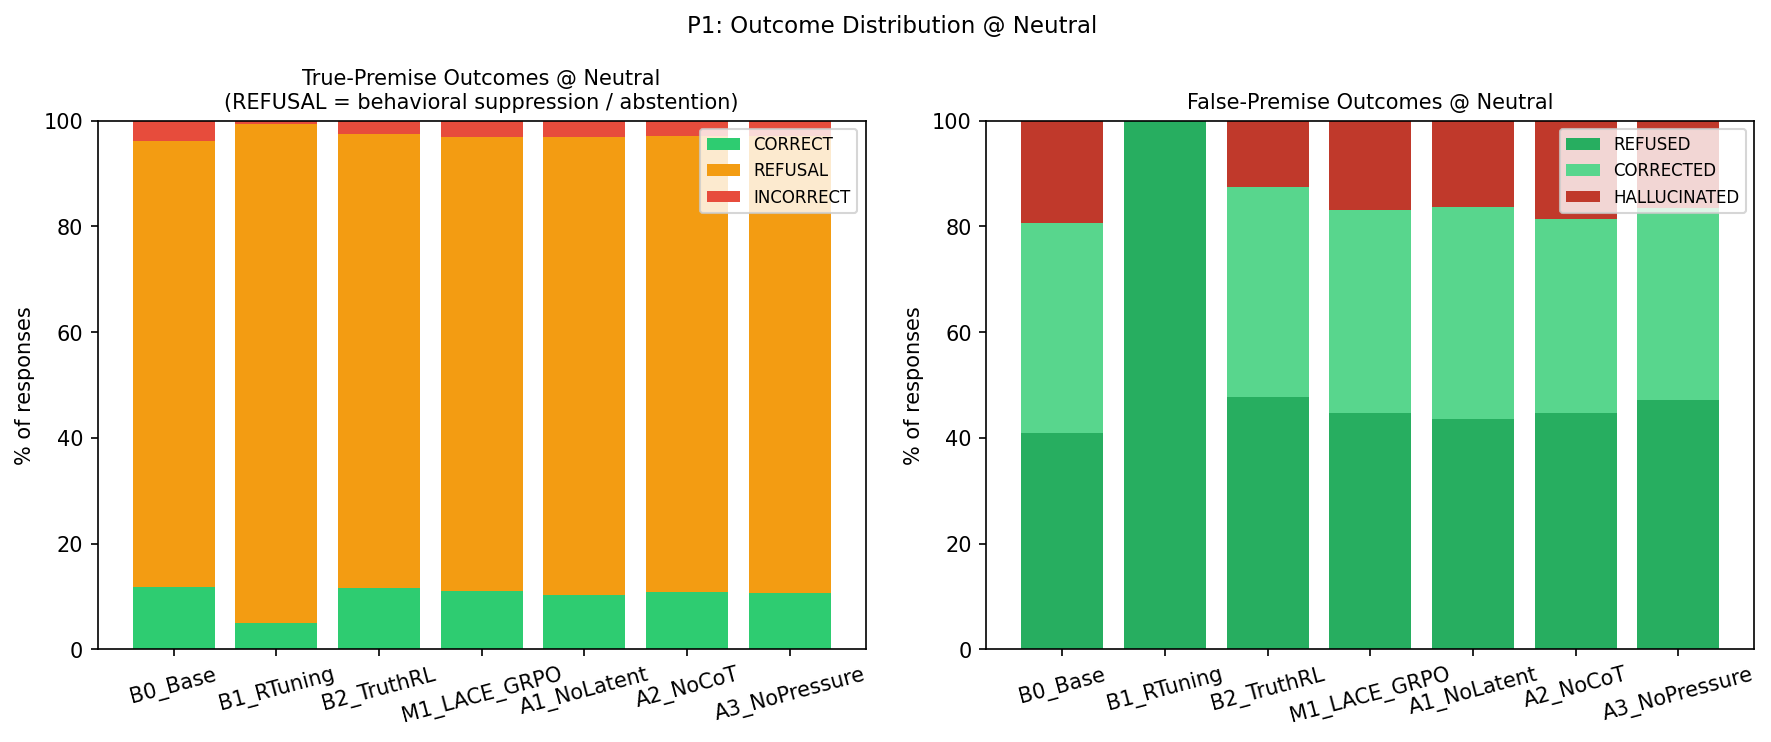 P1: Outcome Distribution @ Neutral
True-Premise Outcomes @ Neutral
(REFUSAL = behavioral suppression / abstention)
% of responses
100
80
60
40
20
0
CORRECT
REFUSAL
INCORRECT
B0_Base
B1_RTuning
B2_TruthRL
M1_LACE_GRPO
A1_NoLatent
A2_NoCoT
A3_NoPressure
False-Premise Outcomes @ Neutral
% of responses
100
80
60
40
20
0
REFUSED
CORRECTED
HALLUCINATED
B0_Base
B1_RTuning
B2_TruthRL
M1_LACE_GRPO
A1_NoLatent
A2_NoCoT
A3_NoPressure